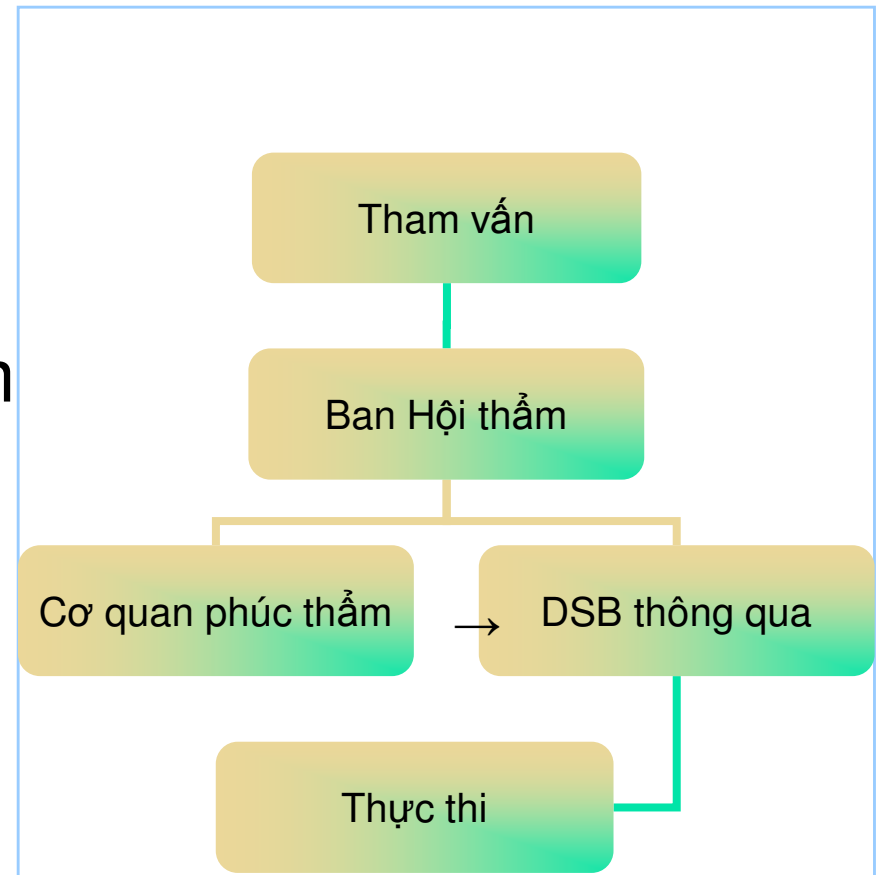 Tham vấn
Ban Hội thẩm
Cơ quan phúc thẩm → DSB thông qua
Thực thi